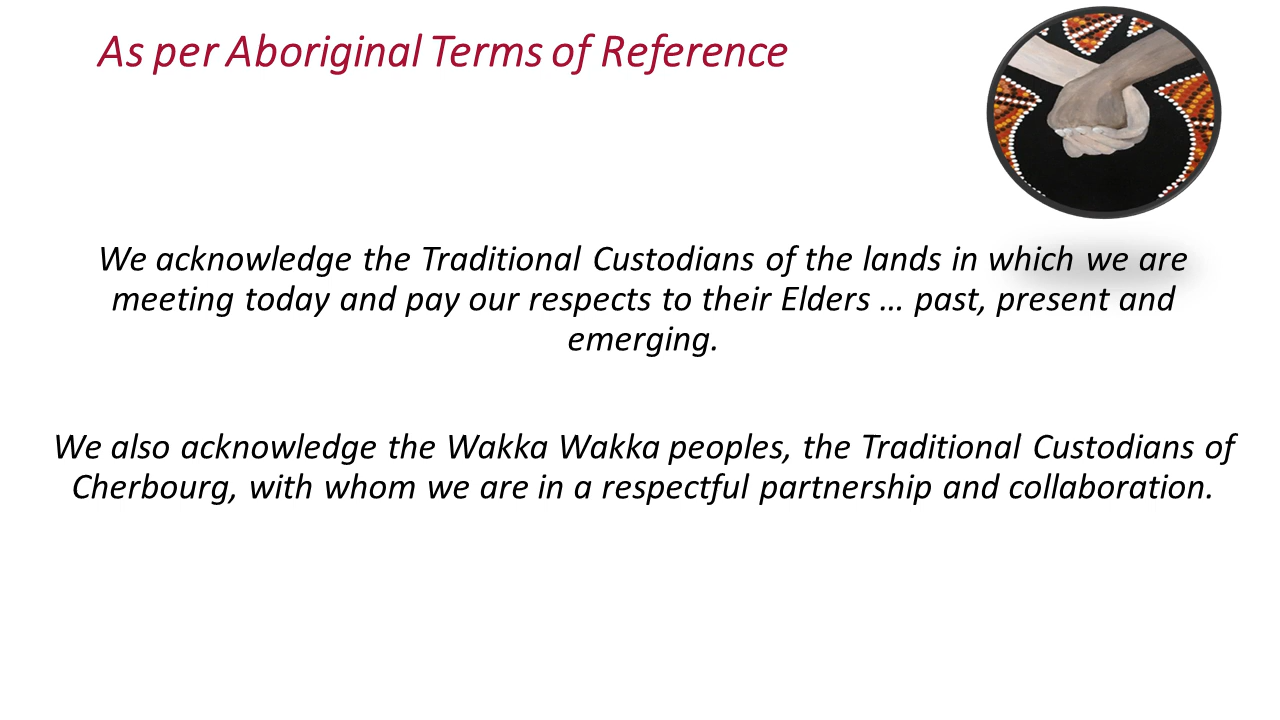 As per Aboriginal Terms of Reference
We acknowledge the Traditional Custodians of the lands in which we are
meeting today and pay our respects to their Elders ... past, present and
emerging.
We also acknowledge the Wakka Wakka peoples, the Traditional Custodians of
Cherbourg, with whom we are in a respectful partnership and collaboration.